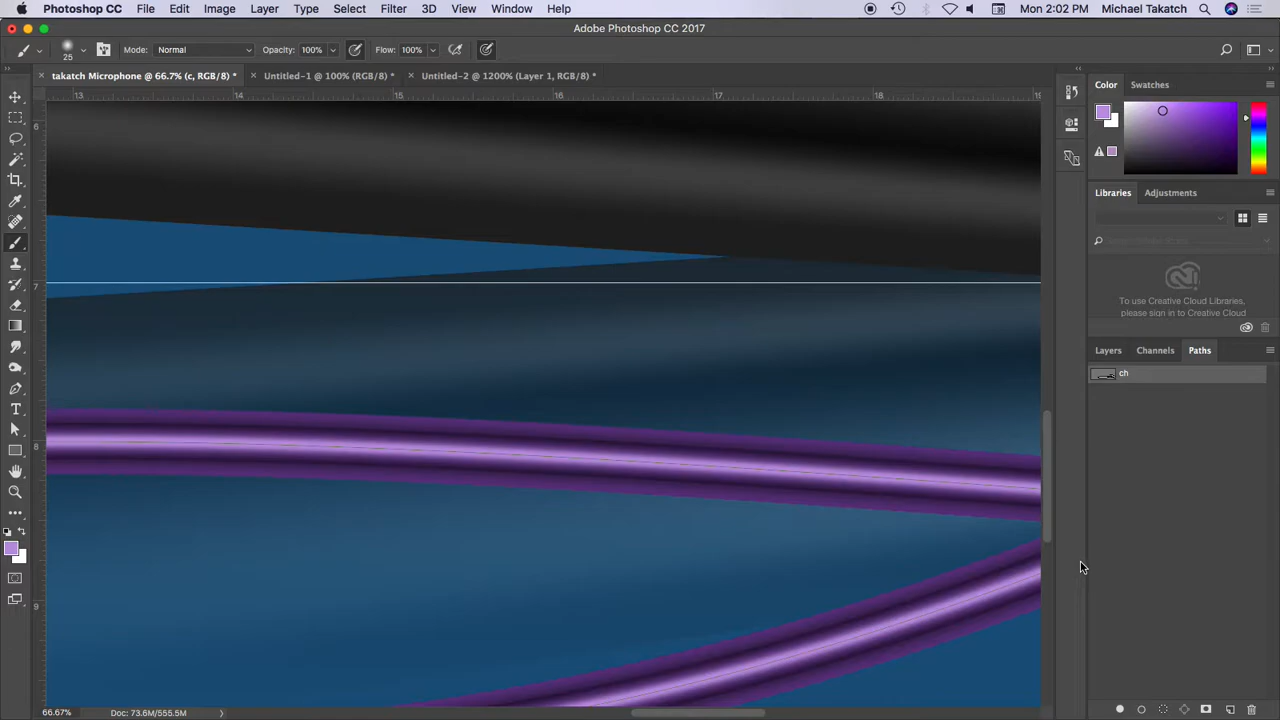 Photoshop CC File Edit Image Layer Type Select Filter 3D View Window Help Mon 2:02 PM Michael Takatch
Adobe Photoshop CC 2017
25 Mode: Normal Opacity: 100% Flow: 100%
takatch Microphone @ 66.7% (c, RGB/8) * Untitled-1 @ 100% (RGB/8) * Untitled-2 @ 1200% (Layer 1, RGB/8) *
Color Swatches
13 14 15 16 17 18 19
6
7
8
9
Libraries Adjustments
To use Creative Cloud Libraries,
please sign in to Creative Cloud
Layers Channels Paths
ch
66.67% Doc: 73.6M/555.5M